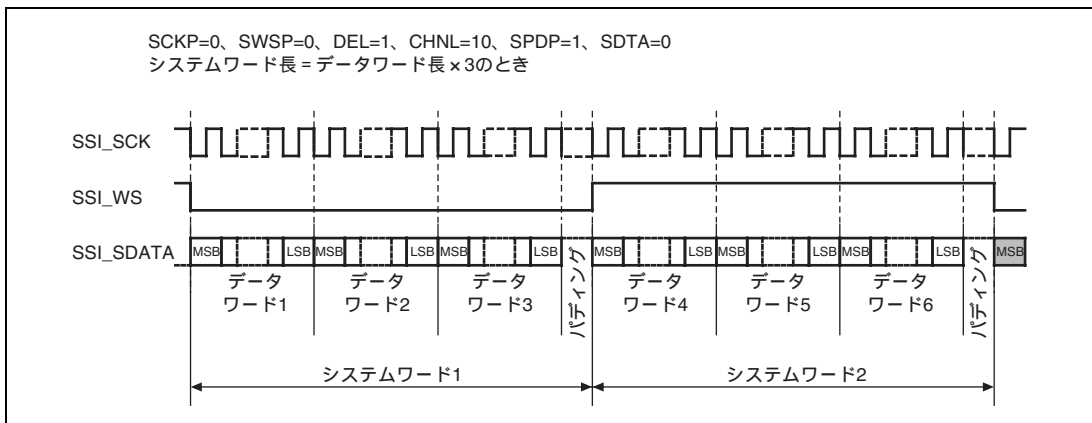 SCKP=0、SWSP=0、DEL=1、CHNL=10、SPDP=1、SDTA=0
システムワード長 = データワード長 × 3のとき
SSI_SCK
SSI_WS
SSI_SDATA
MSB LSB MSB LSB MSB LSB パディング MSB LSB MSB LSB MSB LSB パディング MSB
データ データ データ データ データ データ
ワード1 ワード2 ワード3 ワード4 ワード5 ワード6
システムワード1 システムワード2